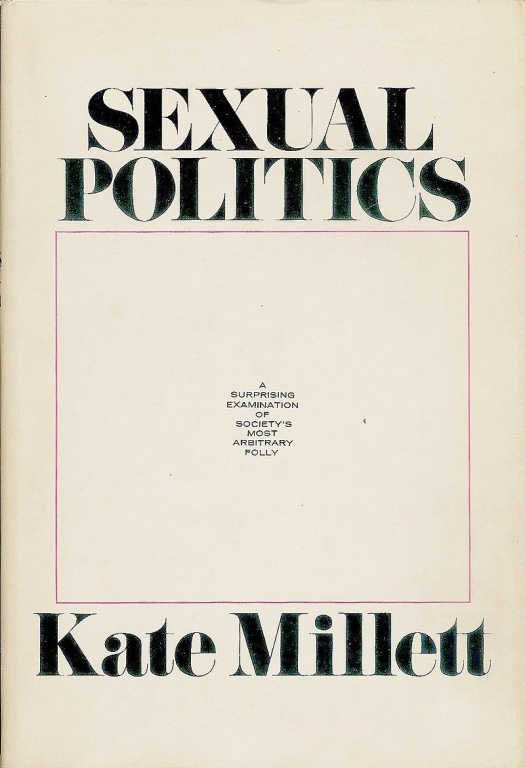 SEXUAL
POLITICS
A
SURPRISING
EXAMINATION
OF
SOCIETY'S
MOST
ARBITRARY
FOLLY
Kate Millett